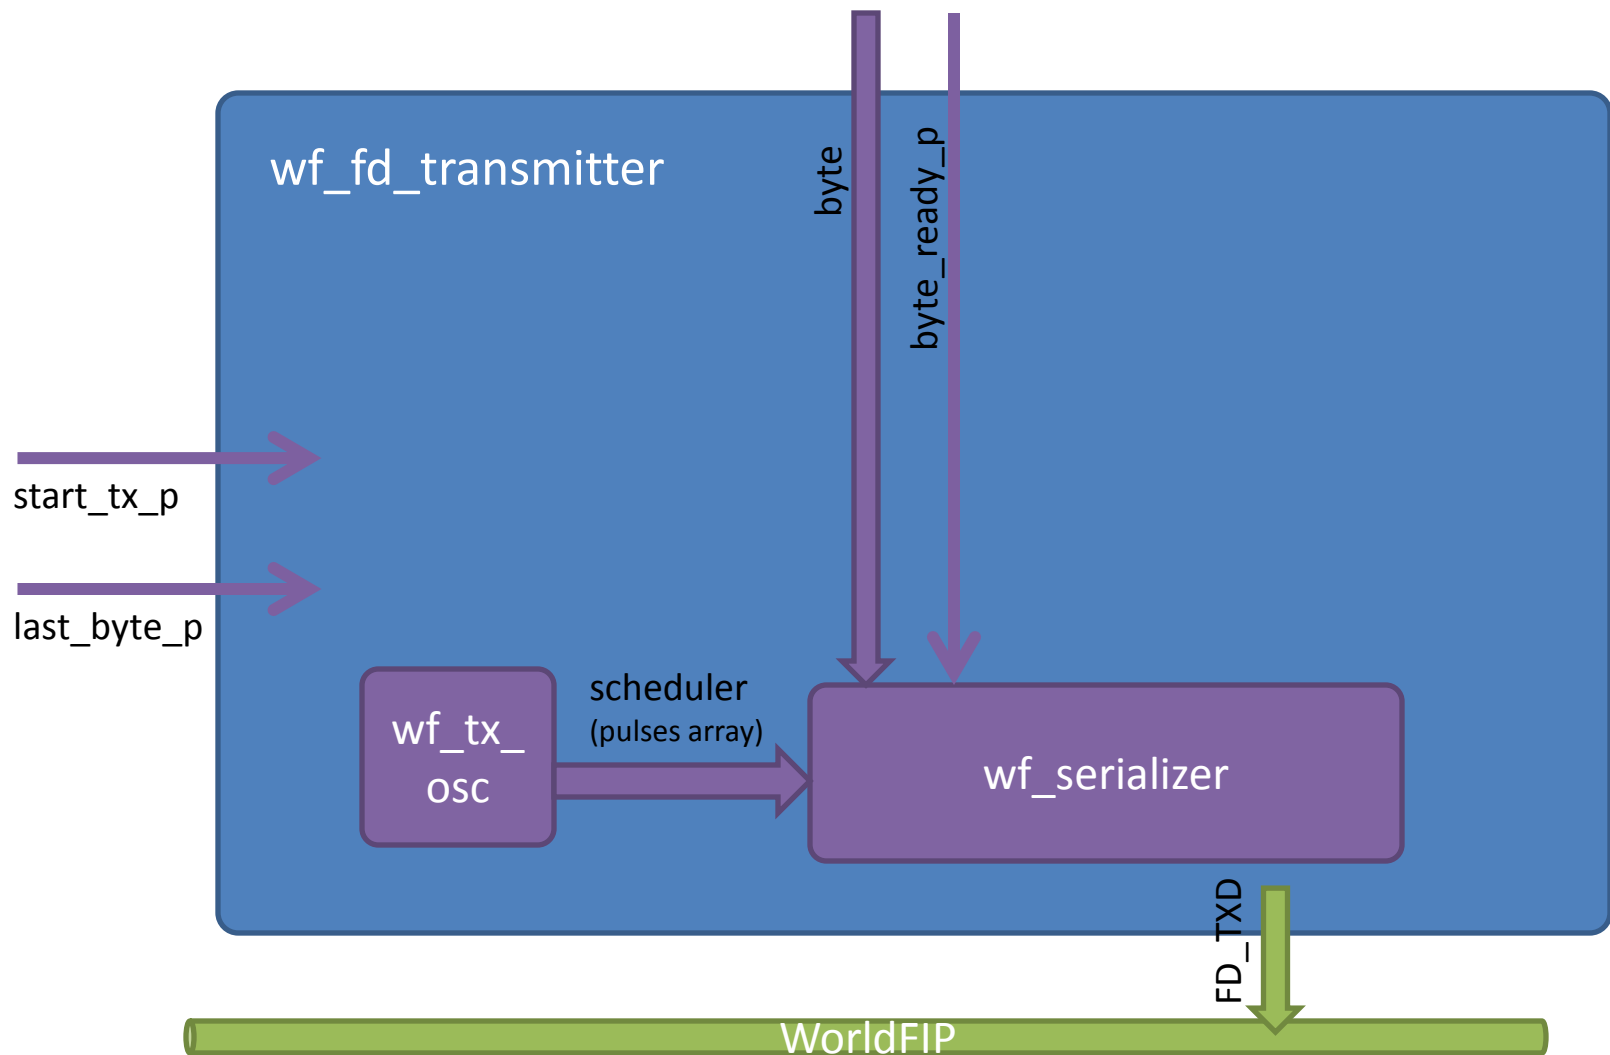 wf_fd_transmitter
byte
byte_ready_p
start_tx_p
last_byte_p
scheduler
(pulses array)
wf_tx_
osc
wf_serializer
FD_TXD
WorldFIP